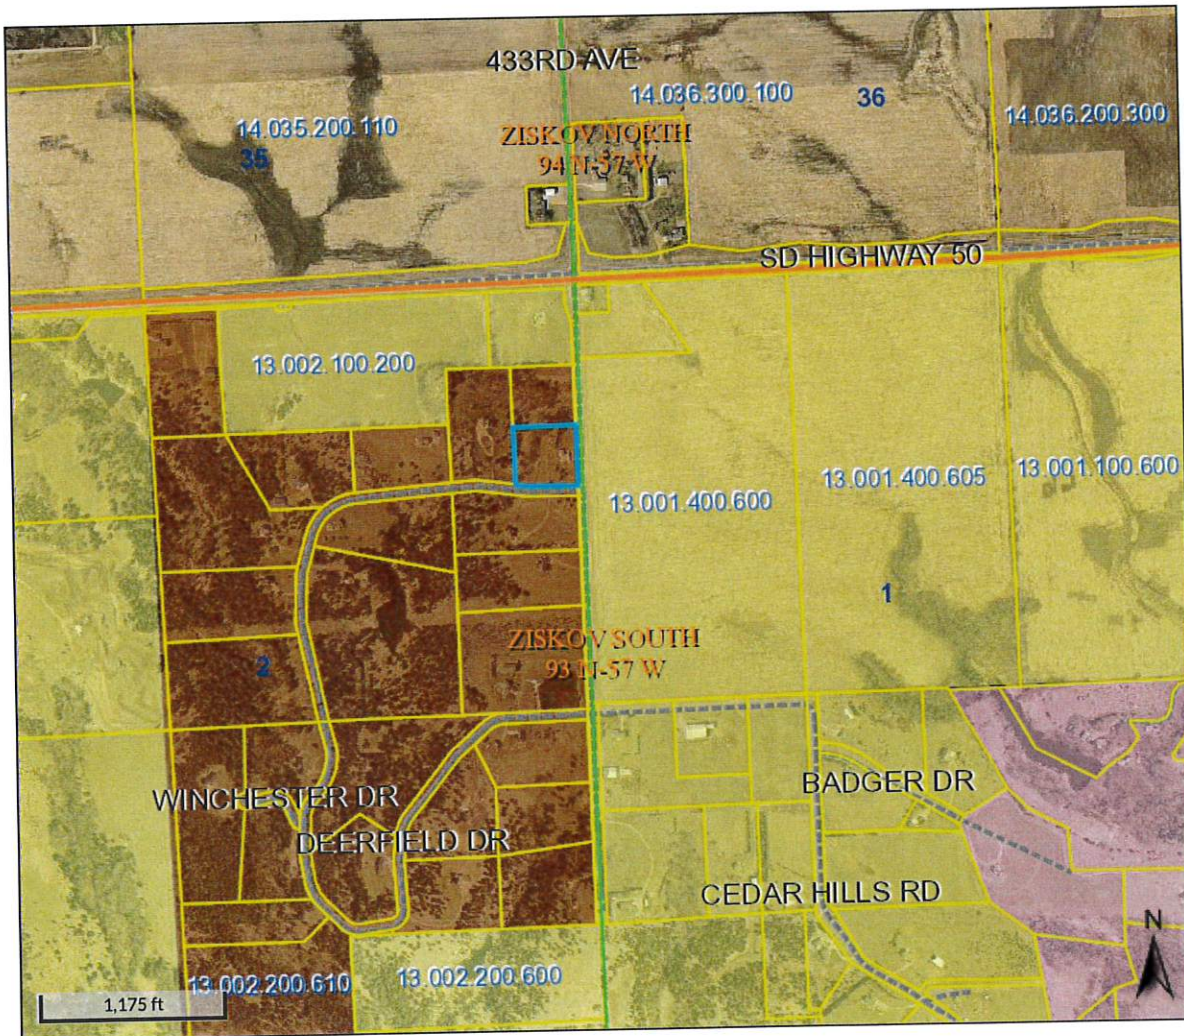 433RD AVE
14.036.300.100
36
14.036.200.300
14.035.200.110
35
ZISKOV NORTH
94 N-57 W
SD HIGHWAY 50
13.002.100.200
13.001.400.600
13.001.400.605
13.001.100.600
1
ZISKOV SOUTH
93 N-57 W
2
WINCHESTER DR
BADGER DR
DEERFIELD DR
CEDAR HILLS RD
13.002.200.610
13.002.200.600
1,175 ft
N